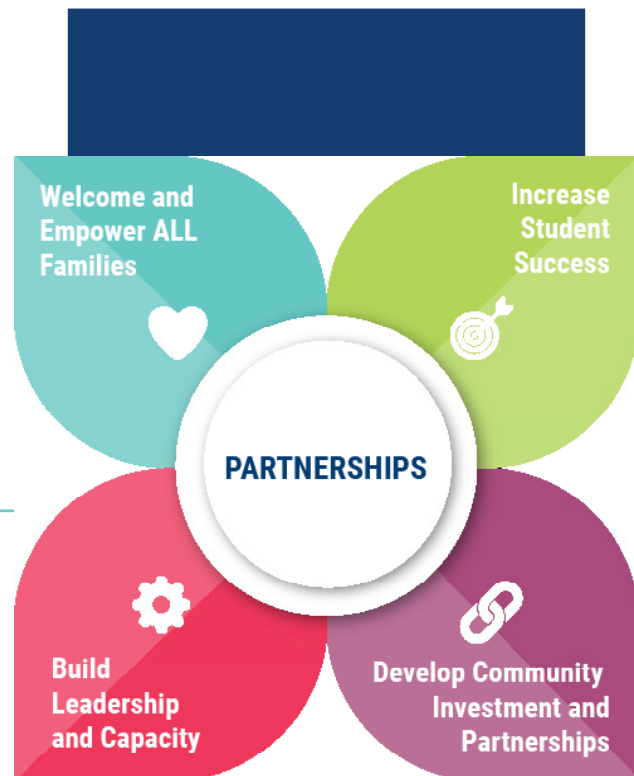 Welcome and
Empower ALL
Families
Increase
Student
Success
PARTNERSHIPS
Build
Leadership
and Capacity
Develop Community
Investment and
Partnerships